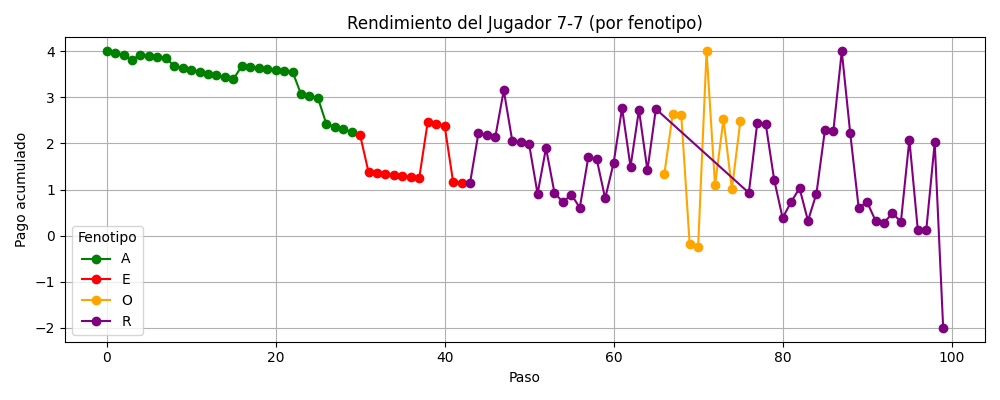 Rendimiento del Jugador 7-7 (por fenotipo)
Pago acumulado
4
3
2
1
0
−1
−2
Fenotipo
A
E
O
R
0 20 40 60 80 100
Paso